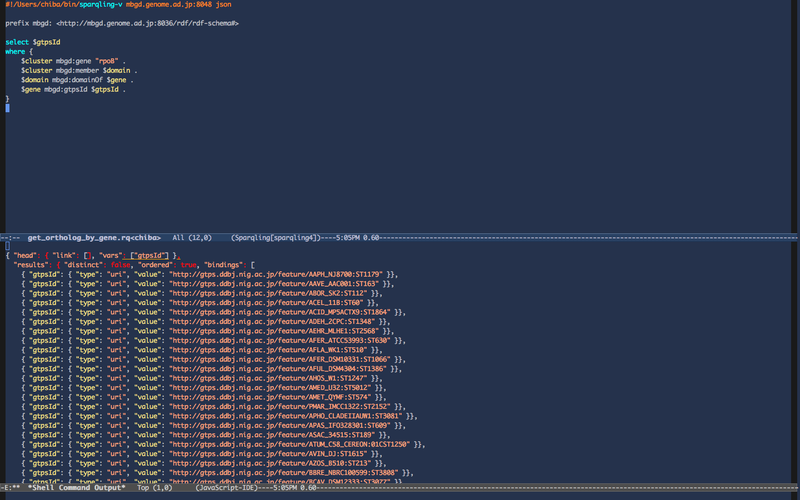 #!/Users/chiba/bin/sparqling-v mbgd.genome.ad.jp:8048 json
prefix mbgd: <http://mbgd.genome.ad.jp:8036/rdf/rdf-schema#>
select $gtpsId
where {
$cluster mbgd:gene "rpoB" .
$cluster mbgd:member $domain .
$domain mbgd:domainOf $gene .
$gene mbgd:gtpsId $gtpsId .
}
--:-- get_ortholog_by_gene.rq<chiba> All (12,0) (Sparqling[sparqling4])----5:05PM 0.60
{ "head": { "link": [], "vars": ["gtpsId"] },
"results": { "distinct": false, "ordered": true, "bindings": [
{ "gtpsId": { "type": "uri", "value": "http://gtps.ddbj.nig.ac.jp/feature/AAPH_NJ8700:ST1179" }},
{ "gtpsId": { "type": "uri", "value": "http://gtps.ddbj.nig.ac.jp/feature/AAVE_AAC001:ST163" }},
{ "gtpsId": { "type": "uri", "value": "http://gtps.ddbj.nig.ac.jp/feature/ABOR_SK2:ST112" }},
{ "gtpsId": { "type": "uri", "value": "http://gtps.ddbj.nig.ac.jp/feature/ACEL_11B:ST60" }},
{ "gtpsId": { "type": "uri", "value": "http://gtps.ddbj.nig.ac.jp/feature/ACID_MP5ACTX9:ST1864" }},
{ "gtpsId": { "type": "uri", "value": "http://gtps.ddbj.nig.ac.jp/feature/ADEH_2CPC:ST1348" }},
{ "gtpsId": { "type": "uri", "value": "http://gtps.ddbj.nig.ac.jp/feature/AEHR_MLHE1:ST2568" }},
{ "gtpsId": { "type": "uri", "value": "http://gtps.ddbj.nig.ac.jp/feature/AFER_ATCC53993:ST630" }},
{ "gtpsId": { "type": "uri", "value": "http://gtps.ddbj.nig.ac.jp/feature/AFLA_WK1:ST510" }},
{ "gtpsId": { "type": "uri", "value": "http://gtps.ddbj.nig.ac.jp/feature/AFER_DSM10331:ST1066" }},
{ "gtpsId": { "type": "uri", "value": "http://gtps.ddbj.nig.ac.jp/feature/AFUL_DSM4304:ST1386" }},
{ "gtpsId": { "type": "uri", "value": "http://gtps.ddbj.nig.ac.jp/feature/AHOS_W1:ST1247" }},
{ "gtpsId": { "type": "uri", "value": "http://gtps.ddbj.nig.ac.jp/feature/AMED_U32:ST5012" }},
{ "gtpsId": { "type": "uri", "value": "http://gtps.ddbj.nig.ac.jp/feature/AMET_QYMF:ST574" }},
{ "gtpsId": { "type": "uri", "value": "http://gtps.ddbj.nig.ac.jp/feature/PMAR_IMCC1322:ST2152" }},
{ "gtpsId": { "type": "uri", "value": "http://gtps.ddbj.nig.ac.jp/feature/APHO_CLADEIIAUW1:ST3081" }},
{ "gtpsId": { "type": "uri", "value": "http://gtps.ddbj.nig.ac.jp/feature/APAS_IFO328301:ST609" }},
{ "gtpsId": { "type": "uri", "value": "http://gtps.ddbj.nig.ac.jp/feature/ASAC_34515:ST189" }},
{ "gtpsId": { "type": "uri", "value": "http://gtps.ddbj.nig.ac.jp/feature/ATUM_C58_CEREON:01CST1250" }},
{ "gtpsId": { "type": "uri", "value": "http://gtps.ddbj.nig.ac.jp/feature/AVIN_DJ:ST1615" }},
{ "gtpsId": { "type": "uri", "value": "http://gtps.ddbj.nig.ac.jp/feature/AZOS_B510:ST213" }},
{ "gtpsId": { "type": "uri", "value": "http://gtps.ddbj.nig.ac.jp/feature/BBRE_NBRC100599:ST3808" }},
{ "gtpsId": { "type": "uri", "value": "http://gtps.ddbj.nig.ac.jp/feature/BCAV_DSM12333:ST3077" }},
-E:** *Shell Command Output* Top (1,0) (JavaScript-IDE)----5:05PM 0.60